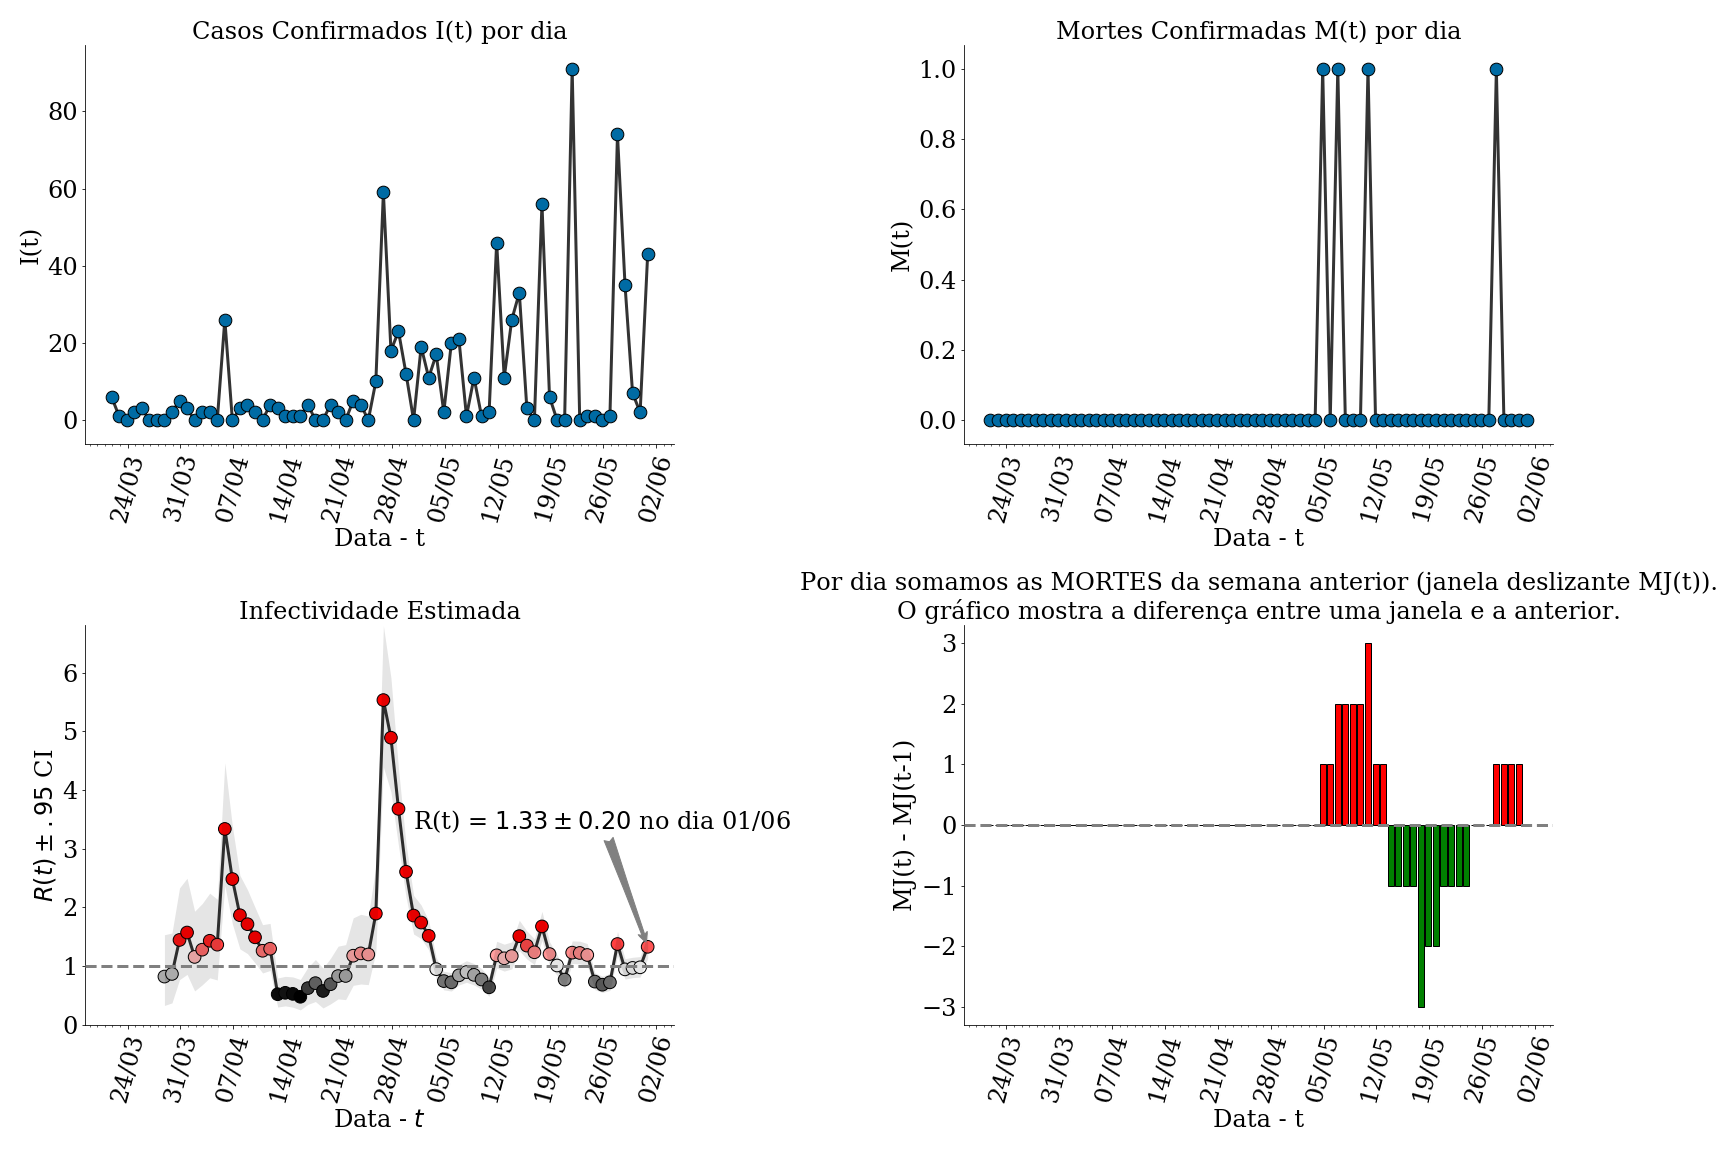 Casos Confirmados I(t) por dia
I(t)
80
60
40
20
0
24/03 31/03 07/04 14/04 21/04 28/04 05/05 12/05 19/05 26/05 02/06
Data - t
Mortes Confirmadas M(t) por dia
M(t)
1.0
0.8
0.6
0.4
0.2
0.0
24/03 31/03 07/04 14/04 21/04 28/04 05/05 12/05 19/05 26/05 02/06
Data - t
Infectividade Estimada
R(t) ± .95 CI
6
5
4
3
2
1
0
R(t) = 1.33 ± 0.20 no dia 01/06
24/03 31/03 07/04 14/04 21/04 28/04 05/05 12/05 19/05 26/05 02/06
Data - t
Por dia somamos as MORTES da semana anterior (janela deslizante MJ(t)).
O gráfico mostra a diferença entre uma janela e a anterior.
MJ(t) - MJ(t-1)
3
2
1
0
−1
−2
−3
24/03 31/03 07/04 14/04 21/04 28/04 05/05 12/05 19/05 26/05 02/06
Data - t